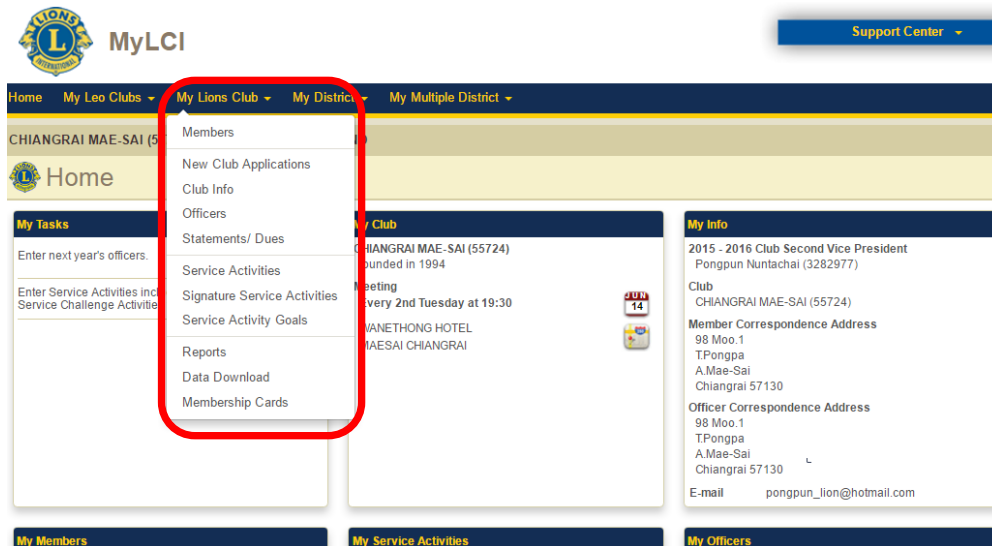 LIONS
L
INTERNATIONAL
MyLCI
Support Center
Home My Leo Clubs My Lions Club My District My Multiple District
CHIANGRAI MAE-SAI (5
Home
Members
New Club Applications
Club Info
Officers
Statements/ Dues
Service Activities
Signature Service Activities
Service Activity Goals
Reports
Data Download
Membership Cards
My Tasks
Enter next year's officers.
Enter Service Activities
Service Challenge
My Club
CHIANGRAI MAE-SAI (55724)
in 1994
Meeting
Every 2nd Tuesday at 19:30
JUN
14
HOTEL
CHIANGRAI
My Info
2015 - 2016 Club Second Vice President
Pongpun Nuntachai (3282977)
Club
CHIANGRAI MAE-SAI (55724)
Member Correspondence Address
98 Moo.1
T.Pongpa
A.Mae-Sai
Chiangrai 57130
Officer Correspondence Address
98 Moo.1
T.Pongpa
A.Mae-Sai
Chiangrai 57130
E-mail pongpun_lion@hotmail.com
My Members
My Service Activities
My Officers